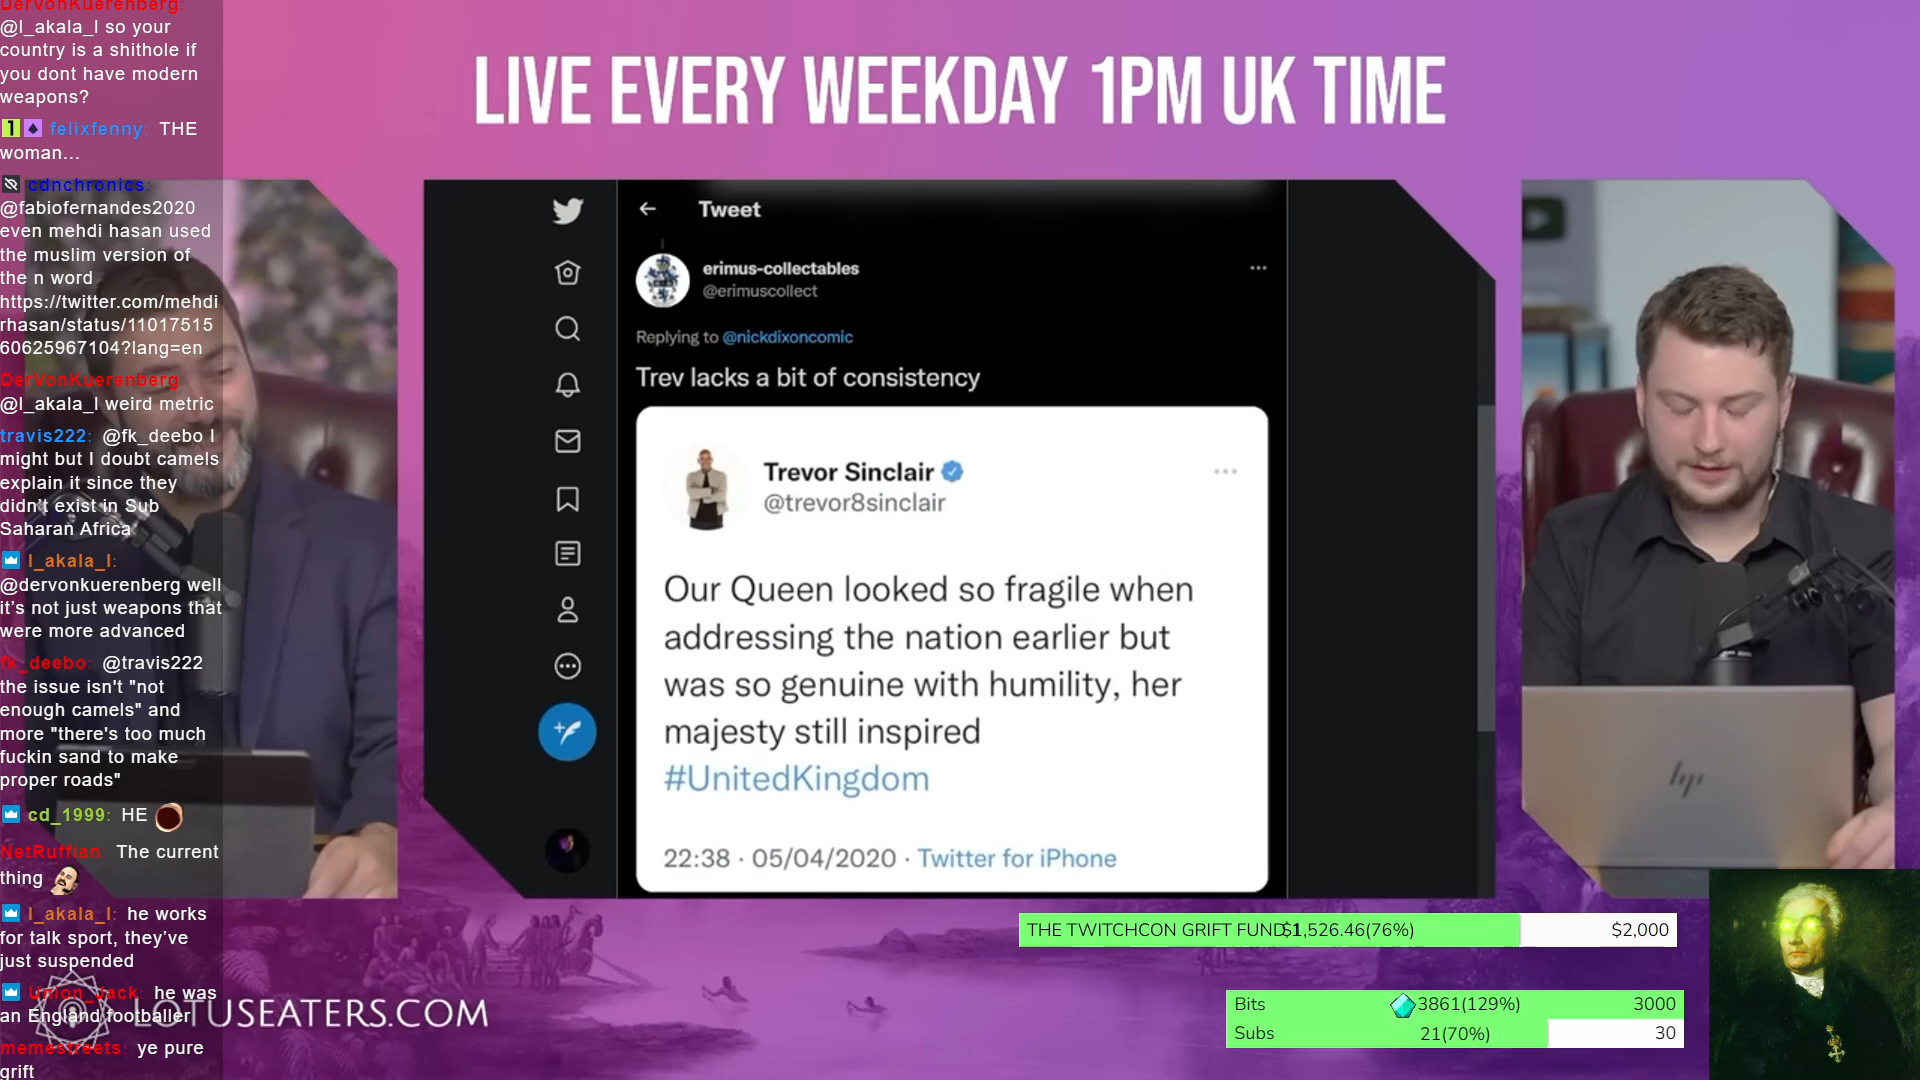 DerVonKuerenberg:
@l_akala_l so your
country is a shithole if
you dont have modern
weapons?
1 felixfenny: THE
woman...
cdnchronics:
@fabiofernandes2020
even mehdi hasan used
the muslim version of
the n word
https://twitter.com/mehdi
rhasan/status/11017515
60625967104?lang=en
DerVonKuerenberg:
@l_akala_l weird metric
travis222: @fk_deebo I
might but I doubt camels
explain it since they
didn't exist in Sub
Saharan Africa
l_akala_l:
@dervonkuerenberg well
it's not just weapons that
were more advanced
fk_deebo: @travis222
the issue isn't "not
enough camels" and
more "there's too much
fuckin sand to make
proper roads"
cd_1999: HE
NetRuffian: The current
thing
l_akala_l: he works
for talk sport, they've
just suspended
Union_Jack: he was
an England footballer
memestreets: ye pure
grift
LIVE EVERY WEEKDAY 1PM UK TIME
Tweet
erimus-collectables
@erimuscollect
Replying to @nickdixoncomic
Trev lacks a bit of consistency
Trevor Sinclair
@trevor8sinclair
Our Queen looked so fragile when
addressing the nation earlier but
was so genuine with humility, her
majesty still inspired
#UnitedKingdom
22:38 · 05/04/2020 · Twitter for iPhone
hp
LOTUSEATERS.COM
THE TWITCHCON GRIFT FUND $1,526.46(76%) $2,000
Bits 3861(129%) 3000
Subs 21(70%) 30